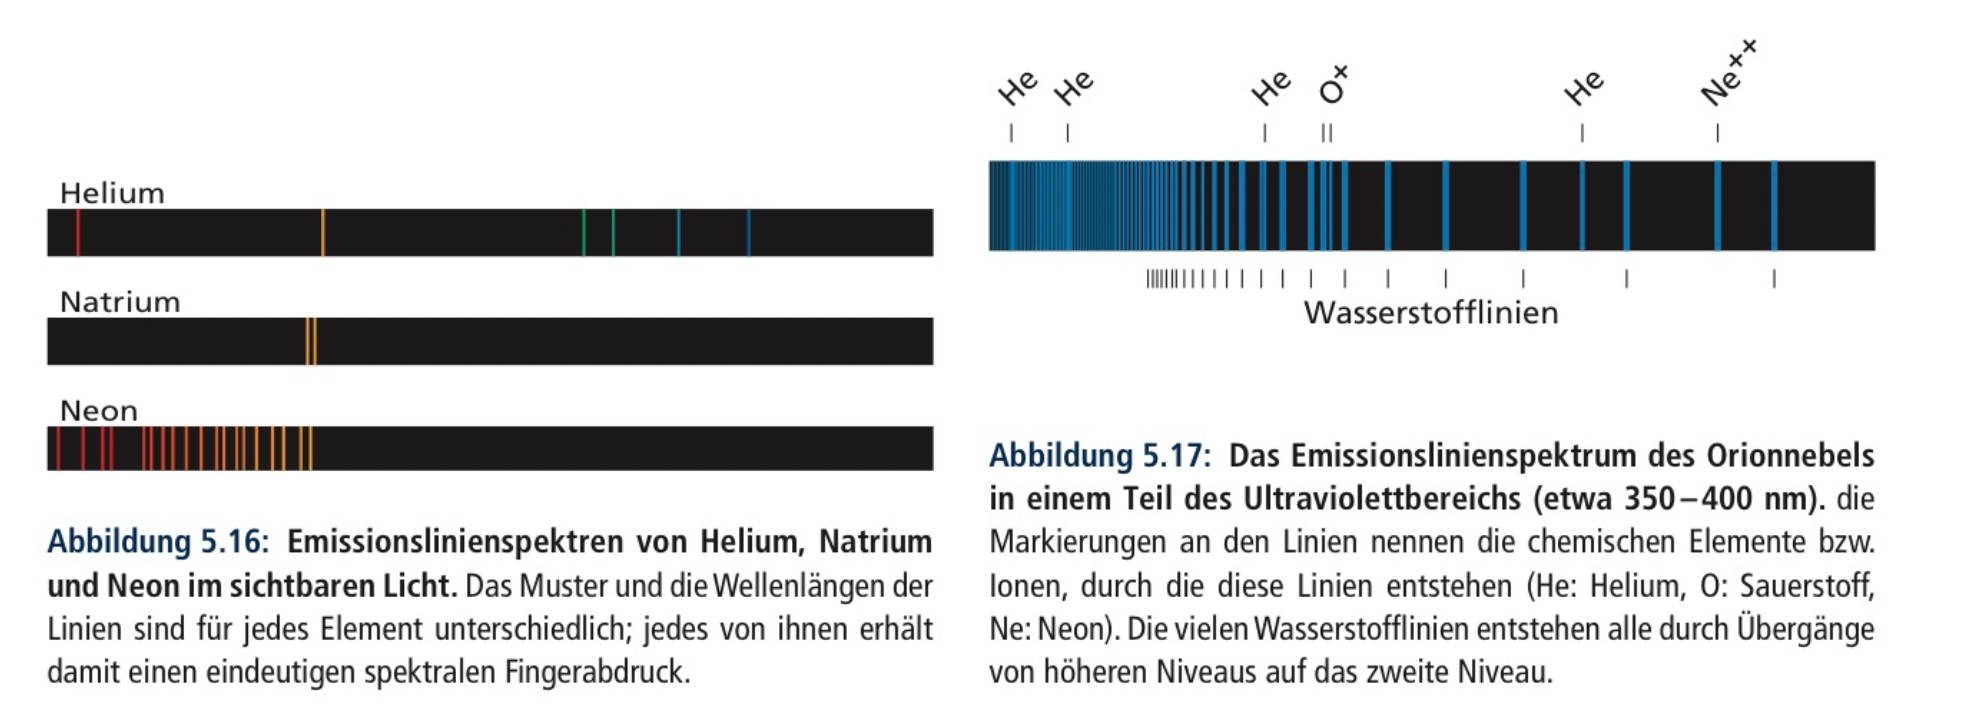 Helium
Natrium
Neon
Abbildung 5.16: Emissionslinienspektren von Helium, Natrium
und Neon im sichtbaren Licht. Das Muster und die Wellenlängen der
Linien sind für jedes Element unterschiedlich; jedes von ihnen erhält
damit einen eindeutigen spektralen Fingerabdruck.
He He He O⁺ He Ne⁺⁺
Wasserstofflinien
Abbildung 5.17: Das Emissionslinienspektrum des Orionnebels
in einem Teil des Ultraviolettbereichs (etwa 350–400 nm). die
Markierungen an den Linien nennen die chemischen Elemente bzw.
Ionen, durch die diese Linien entstehen (He: Helium, O: Sauerstoff,
Ne: Neon). Die vielen Wasserstofflinien entstehen alle durch Übergänge
von höheren Niveaus auf das zweite Niveau.